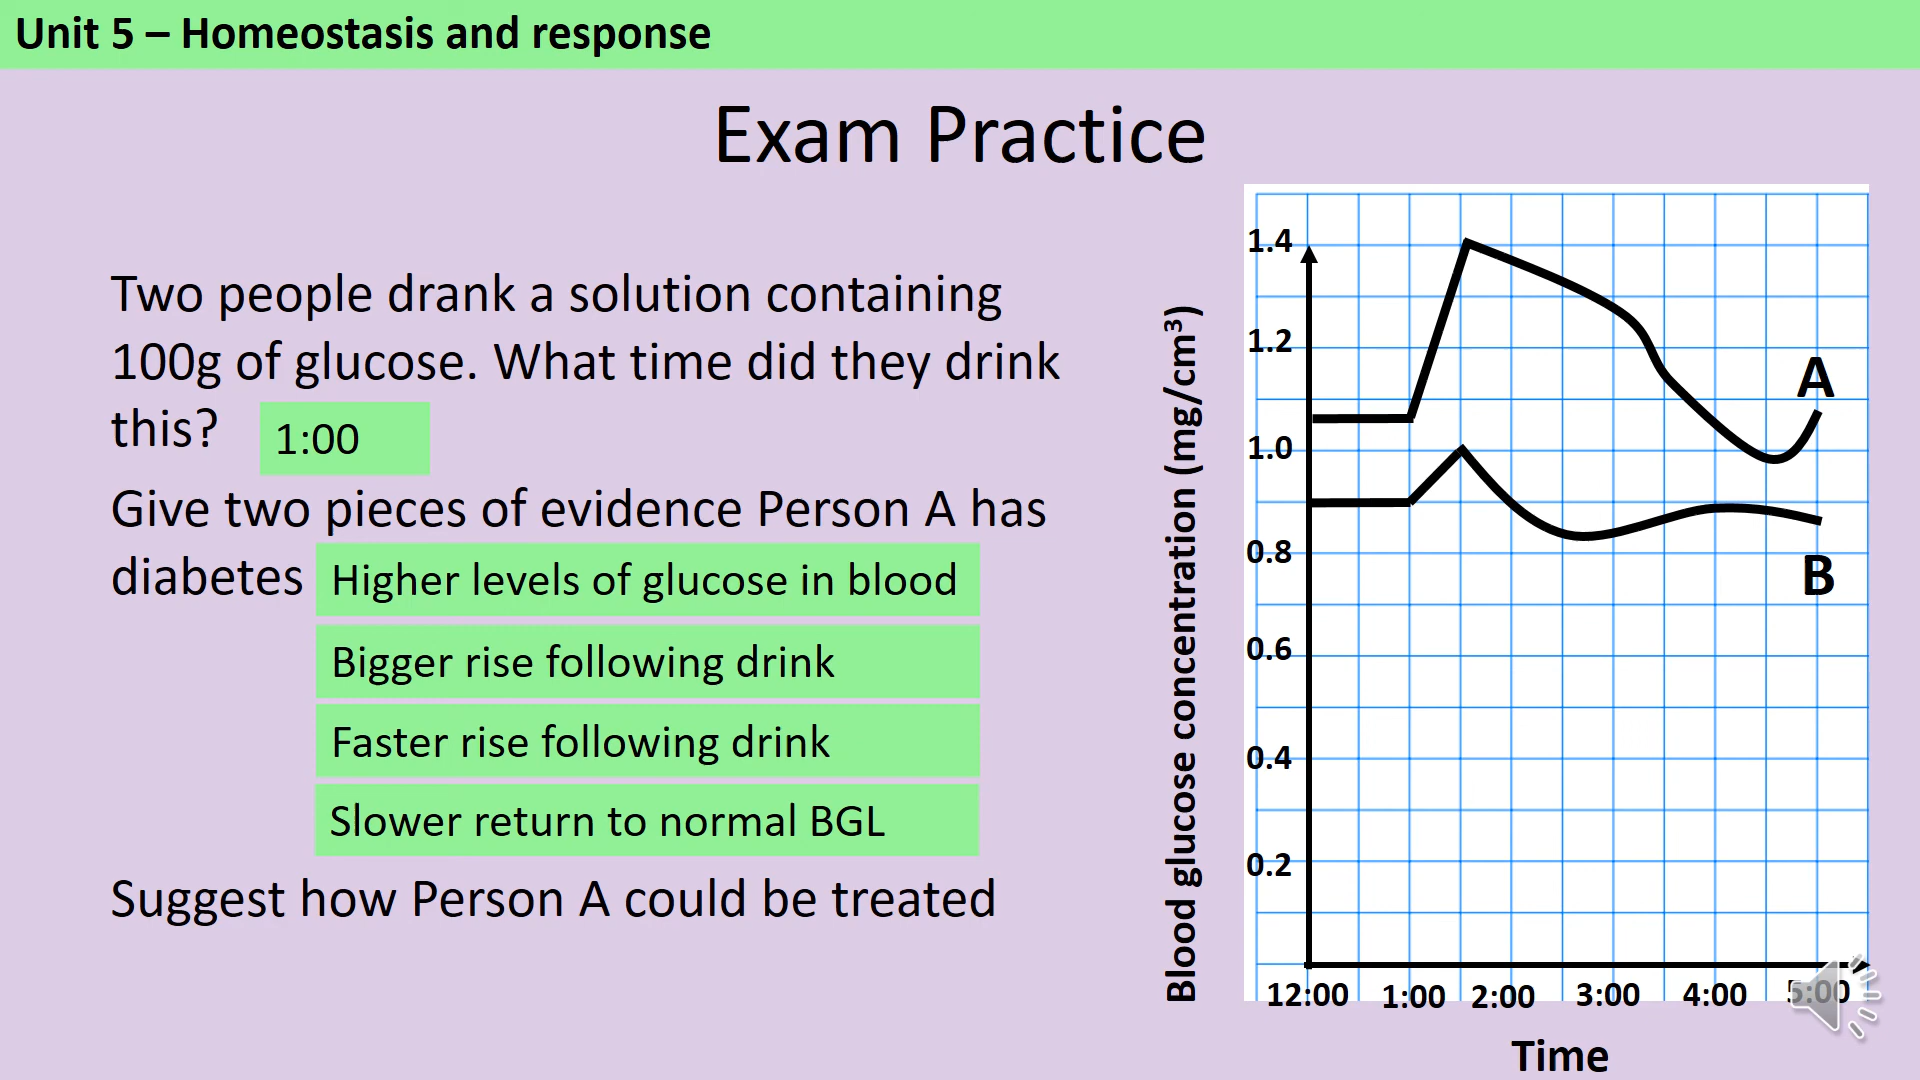 Unit 5 – Homeostasis and response
Exam Practice
Two people drank a solution containing
100g of glucose. What time did they drink
this?
1:00
Give two pieces of evidence Person A has
diabetes
Higher levels of glucose in blood
Bigger rise following drink
Faster rise following drink
Slower return to normal BGL
Suggest how Person A could be treated
Blood glucose concentration (mg/cm³)
1.4
1.2
1.0
0.8
0.6
0.4
0.2
A
B
12:00 1:00 2:00 3:00 4:00 5:00
Time